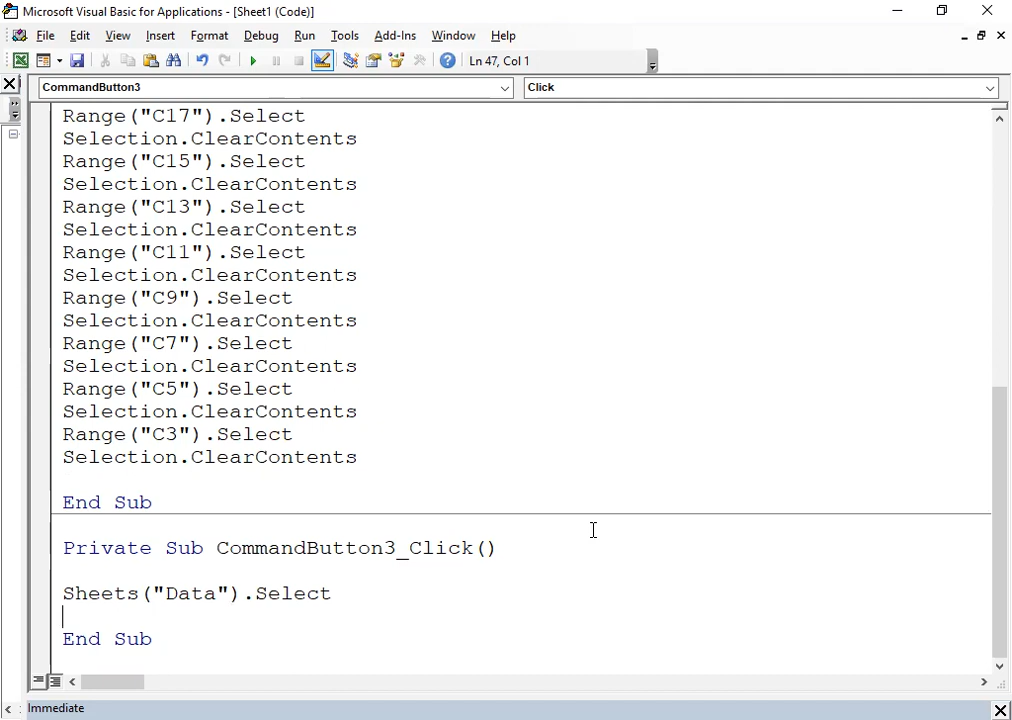 Microsoft Visual Basic for Applications - [Sheet1 (Code)]
File Edit View Insert Format Debug Run Tools Add-Ins Window Help
Ln 47, Col 1
CommandButton3 Click
Range("C17").Select
Selection.ClearContents
Range("C15").Select
Selection.ClearContents
Range("C13").Select
Selection.ClearContents
Range("C11").Select
Selection.ClearContents
Range("C9").Select
Selection.ClearContents
Range("C7").Select
Selection.ClearContents
Range("C5").Select
Selection.ClearContents
Range("C3").Select
Selection.ClearContents
End Sub
Private Sub CommandButton3_Click()
Sheets("Data").Select
End Sub
Immediate